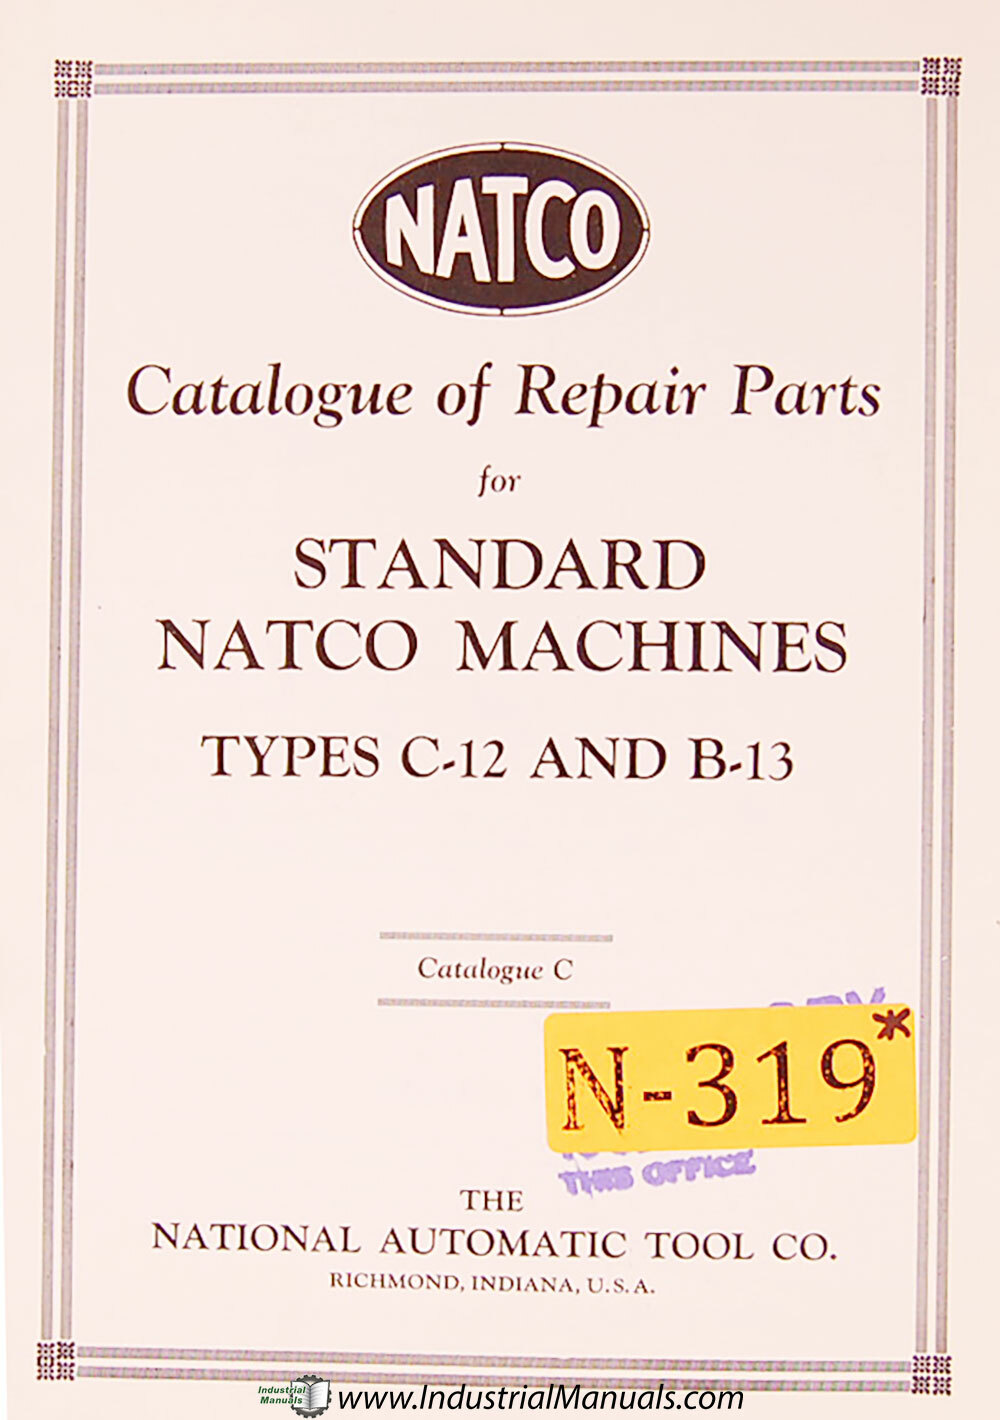 NATCO
Catalogue of Repair Parts
for
STANDARD
NATCO MACHINES
TYPES C-12 AND B-13
Catalogue C
N-319*
THIS OFFICE
THE
NATIONAL AUTOMATIC TOOL CO.
RICHMOND, INDIANA, U.S.A.
Industrial
Manuals
www.IndustrialManuals.com